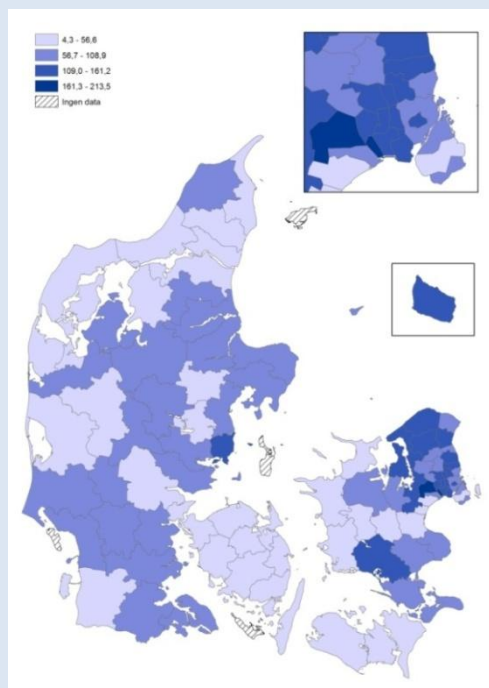 4,3 - 56,6
56,7 - 108,9
109,0 - 161,2
161,3 - 213,5
Ingen data